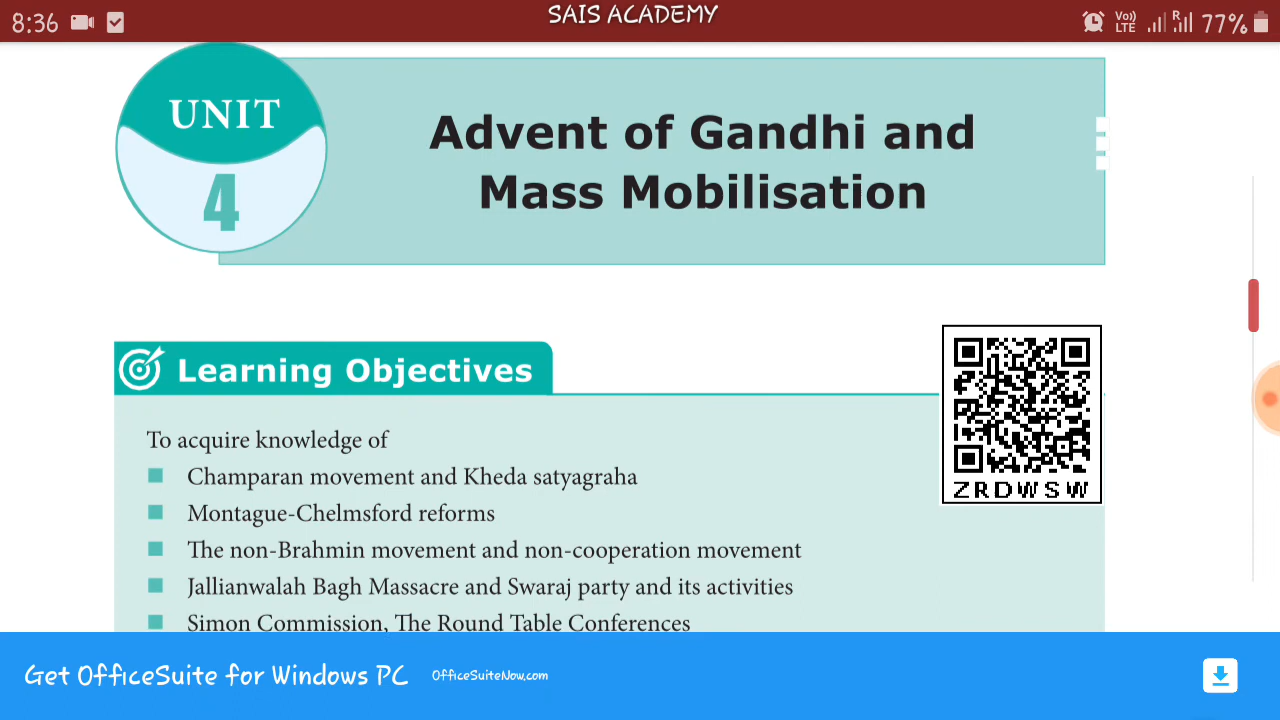 SAIS ACADEMY
8:36
Vo)) LTE R 77%
UNIT
4
Advent of Gandhi and
Mass Mobilisation
Learning Objectives
ZRDWSW
To acquire knowledge of
Champaran movement and Kheda satyagraha
Montague-Chelmsford reforms
The non-Brahmin movement and non-cooperation movement
Jallianwalah Bagh Massacre and Swaraj party and its activities
Simon Commission, The Round Table Conferences
Get OfficeSuite for Windows PC OfficeSuiteNow.com